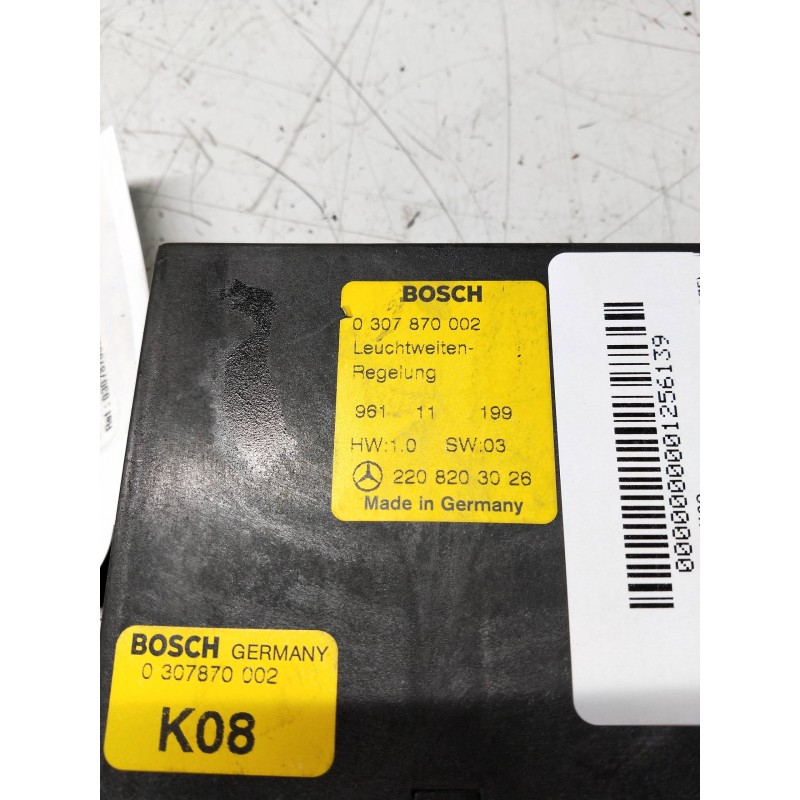 BOSCH
0 307 870 002
Leuchtweiten-
Regelung
961 11 199
HW:1.0 SW:03
220 820 30 26
Made in Germany
BOSCH GERMANY
0 307870 002
K08
0000000001256139